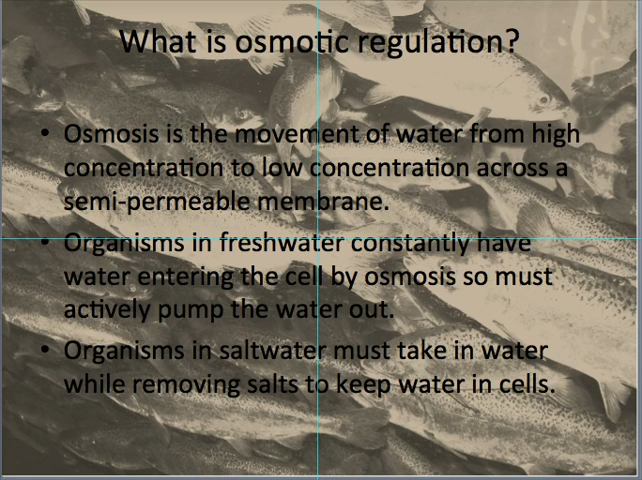 What is osmotic regulation?
• Osmosis is the movement of water from high
concentration to low concentration across a
semi-permeable membrane.
• Organisms in freshwater constantly have
water entering the cell by osmosis so must
actively pump the water out.
• Organisms in saltwater must take in water
while removing salts to keep water in cells.